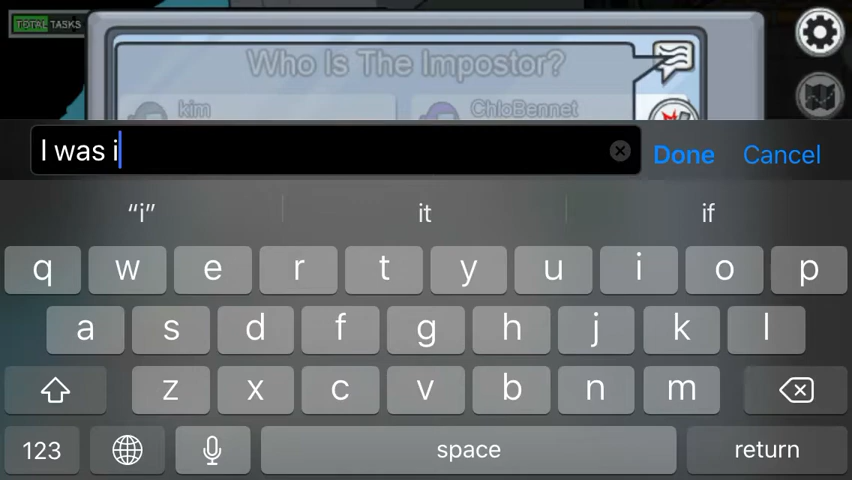 TOTAL TASKS
Who Is The Impostor?
kim ChloBennet
I was i
Done Cancel
“i” it if
q w e r t y u i o p
a s d f g h j k l
z x c v b n m
123 space return